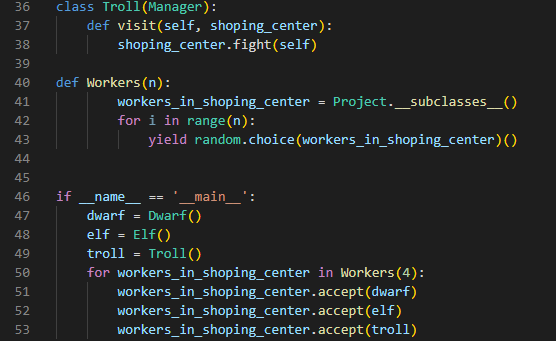 36 class Troll(Manager):
37     def visit(self, shoping_center):
38         shoping_center.fight(self)
39
40 def Workers(n):
41         workers_in_shoping_center = Project.__subclasses__()
42         for i in range(n):
43             yield random.choice(workers_in_shoping_center)()
44
45
46 if __name__ == '__main__':
47     dwarf = Dwarf()
48     elf = Elf()
49     troll = Troll()
50     for workers_in_shoping_center in Workers(4):
51         workers_in_shoping_center.accept(dwarf)
52         workers_in_shoping_center.accept(elf)
53         workers_in_shoping_center.accept(troll)